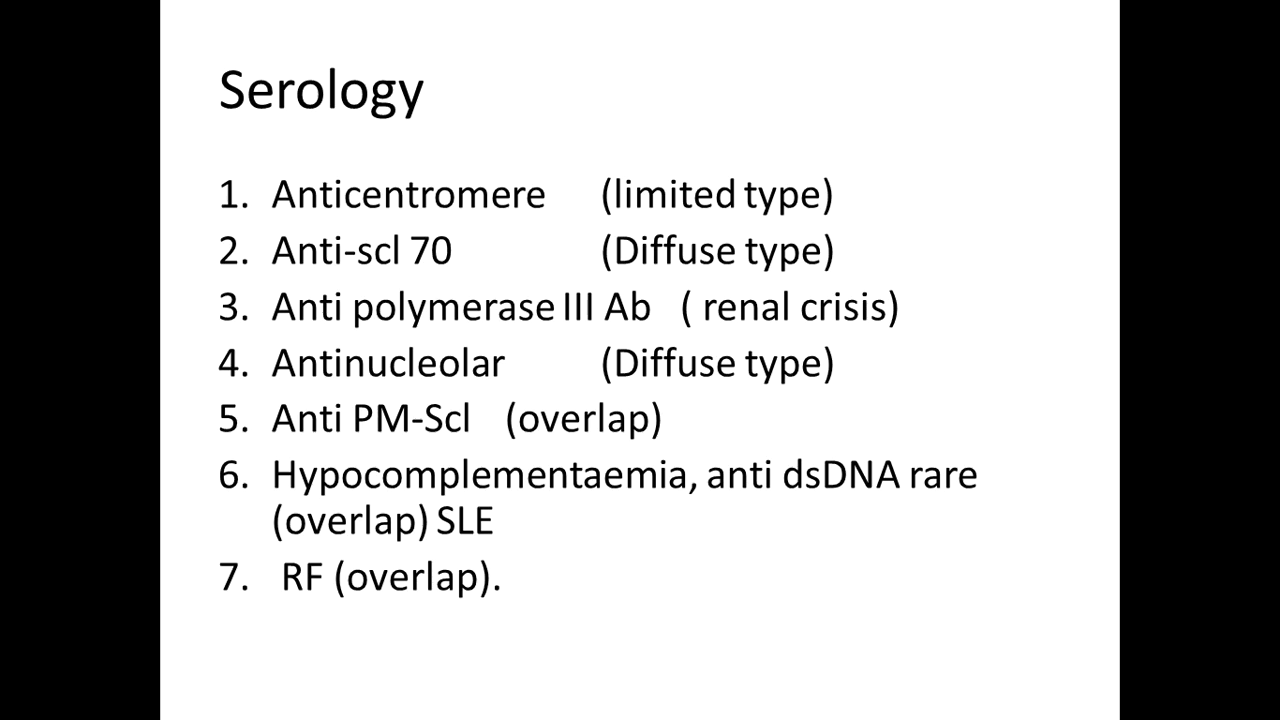 Serology
1. Anticentromere (limited type)
2. Anti-scl 70 (Diffuse type)
3. Anti polymerase III Ab ( renal crisis)
4. Antinucleolar (Diffuse type)
5. Anti PM-Scl (overlap)
6. Hypocomplementaemia, anti dsDNA rare
(overlap) SLE
7. RF (overlap).